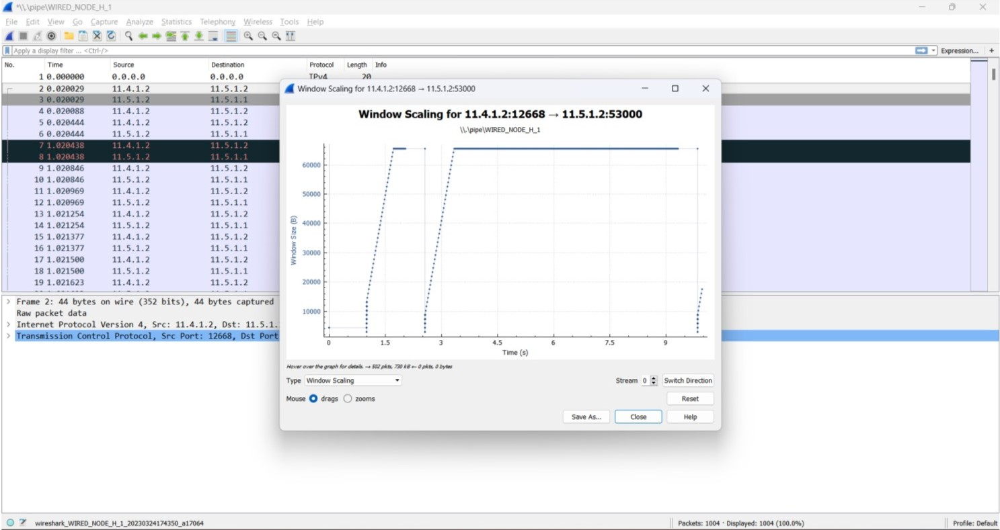 *\\.\pipe\WIRED_NODE_H_1
File Edit View Go Capture Analyze Statistics Telephony Wireless Tools Help
Apply a display filter ... <Ctrl-/>
Expression... +
No. Time Source Destination Protocol Length Info
1 0.000000 0.0.0.0 0.0.0.0 IPv4 20
2 0.020029 11.4.1.2 11.5.1.2
3 0.020029 11.5.1.2 11.5.1.1
4 0.020088 11.4.1.2 11.5.1.2
5 0.020444 11.4.1.2 11.5.1.2
6 0.020444 11.5.1.2 11.5.1.1
7 1.020438 11.4.1.2 11.5.1.2
8 1.020438 11.5.1.2 11.5.1.1
9 1.020846 11.4.1.2 11.5.1.2
10 1.020846 11.5.1.2 11.5.1.1
11 1.020969 11.4.1.2 11.5.1.2
12 1.020969 11.5.1.2 11.5.1.1
13 1.021254 11.4.1.2 11.5.1.2
14 1.021254 11.5.1.2 11.5.1.1
15 1.021377 11.4.1.2 11.5.1.2
16 1.021377 11.5.1.2 11.5.1.1
17 1.021500 11.4.1.2 11.5.1.2
18 1.021500 11.5.1.2 11.5.1.1
19 1.021623 11.4.1.2 11.5.1.2
Frame 2: 44 bytes on wire (352 bits), 44 bytes captured
Raw packet data
Internet Protocol Version 4, Src: 11.4.1.2, Dst: 11.5.1.
Transmission Control Protocol, Src Port: 12668, Dst Port
Window Scaling for 11.4.1.2:12668 → 11.5.1.2:53000
Window Scaling for 11.4.1.2:12668 → 11.5.1.2:53000
\\.\pipe\WIRED_NODE_H_1
Window Size (B)
60000
50000
40000
30000
20000
10000
0 1.5 3 4.5 6 7.5 9
Time (s)
Hover over the graph for details. → 502 pkts, 730 kB ← 0 pkts, 0 bytes
Type Window Scaling Stream 0 Switch Direction
Mouse drags zooms Reset
Save As... Close Help
wireshark_WIRED_NODE_H_1_20230324174350_a17064
Packets: 1004 · Displayed: 1004 (100.0%)
Profile: Default